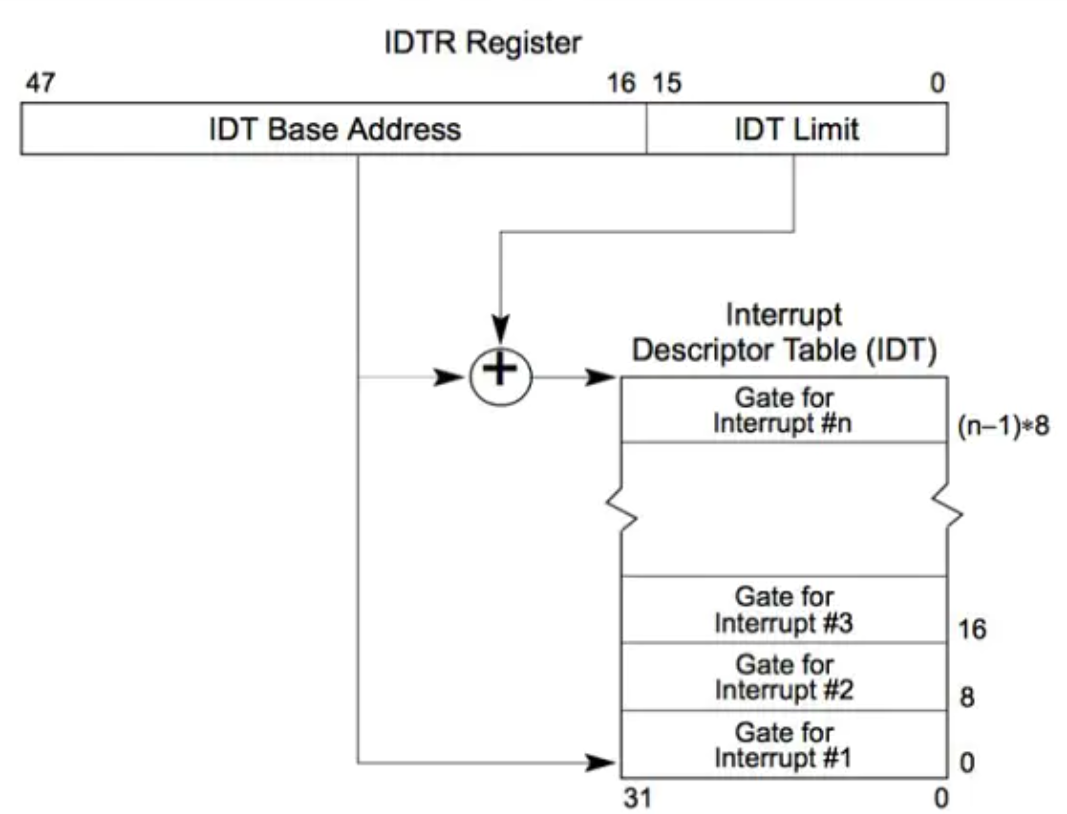 IDTR Register
47 16 15 0
IDT Base Address IDT Limit
+
Interrupt
Descriptor Table (IDT)
Gate for
Interrupt #n
(n–1)*8
Gate for
Interrupt #3
16
Gate for
Interrupt #2
8
Gate for
Interrupt #1
0
31 0